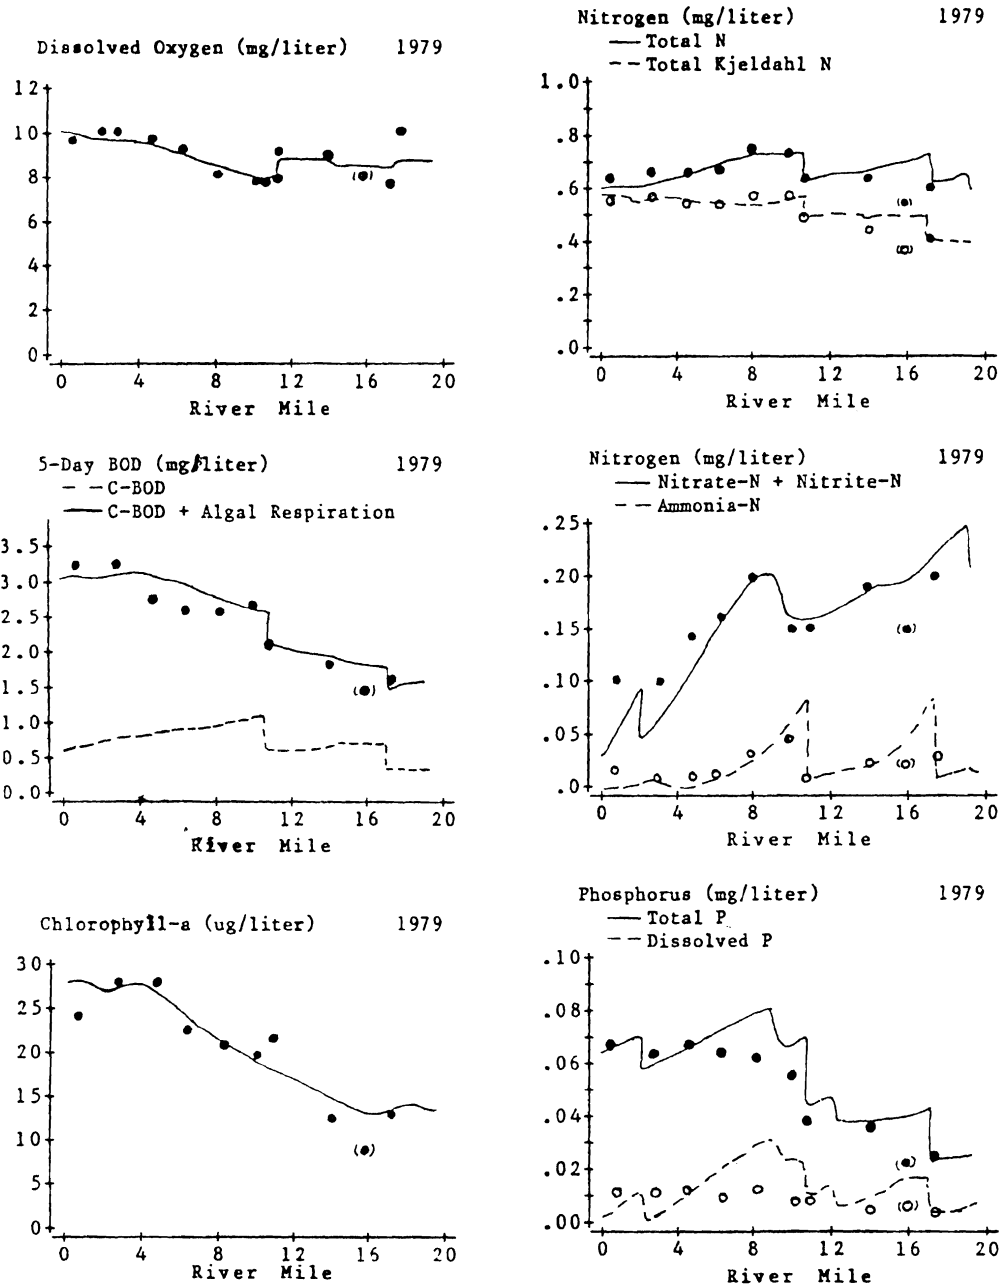 Dissolved Oxygen (mg/liter) 1979
12
10
8
6
4
2
0
0 4 8 12 16 20
River Mile
Nitrogen (mg/liter) 1979
Total N
Total Kjeldahl N
1.0
.8
.6
.4
.2
.0
0 4 8 12 16 20
River Mile
5-Day BOD (mg/liter) 1979
C-BOD
C-BOD + Algal Respiration
3.5
3.0
2.5
2.0
1.5
1.0
0.5
0.0
0 4 8 12 16 20
River Mile
Nitrogen (mg/liter) 1979
Nitrate-N + Nitrite-N
Ammonia-N
.25
.20
.15
.10
.05
.0
0 4 8 12 16 20
River Mile
Chlorophyll-a (ug/liter) 1979
30
25
20
15
10
5
0
0 4 8 12 16 20
River Mile
Phosphorus (mg/liter) 1979
Total P
Dissolved P
.10
.08
.06
.04
.02
.00
0 4 8 12 16 20
River Mile